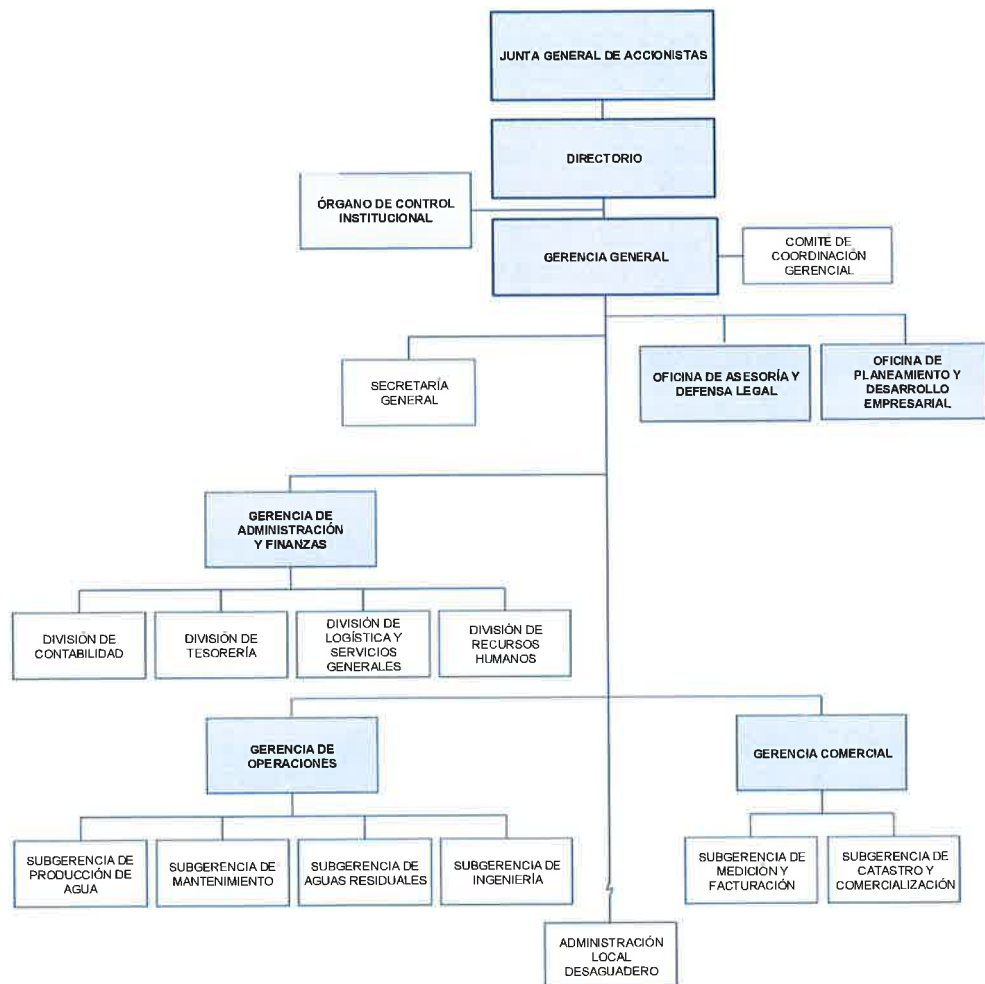 JUNTA GENERAL DE ACCIONISTAS
DIRECTORIO
ÓRGANO DE CONTROL
INSTITUCIONAL
GERENCIA GENERAL
COMITÉ DE
COORDINACIÓN
GERENCIAL
SECRETARÍA
GENERAL
OFICINA DE ASESORÍA Y
DEFENSA LEGAL
OFICINA DE
PLANEAMIENTO Y
DESARROLLO
EMPRESARIAL
GERENCIA DE
ADMINISTRACIÓN
Y FINANZAS
DIVISIÓN DE
CONTABILIDAD
DIVISIÓN DE
TESORERÍA
DIVISIÓN DE
LOGÍSTICA Y
SERVICIOS
GENERALES
DIVISIÓN DE
RECURSOS
HUMANOS
GERENCIA DE
OPERACIONES
GERENCIA COMERCIAL
SUBGERENCIA DE
PRODUCCIÓN DE
AGUA
SUBGERENCIA DE
MANTENIMIENTO
SUBGERENCIA DE
AGUAS RESIDUALES
SUBGERENCIA DE
INGENIERÍA
SUBGERENCIA DE
MEDICIÓN Y
FACTURACIÓN
SUBGERENCIA DE
CATASTRO Y
COMERCIALIZACIÓN
ADMINISTRACIÓN
LOCAL
DESAGUADERO